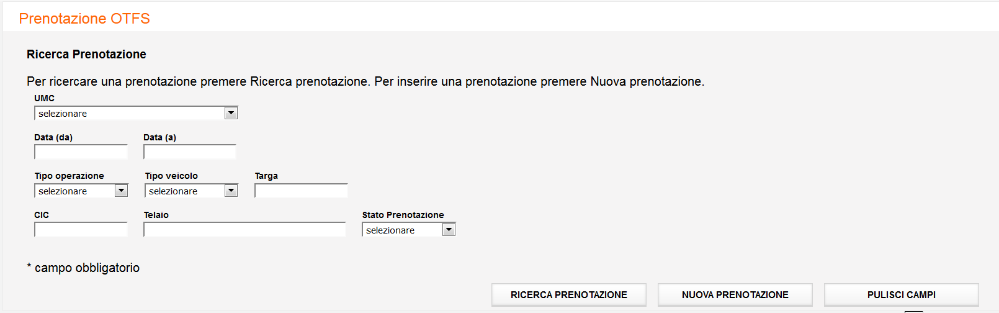 Prenotazione OTFS
Ricerca Prenotazione
Per ricercare una prenotazione premere Ricerca prenotazione. Per inserire una prenotazione premere Nuova prenotazione.
UMC
selezionare
Data (da) Data (a)
Tipo operazione Tipo veicolo Targa
selezionare selezionare
CIC Telaio Stato Prenotazione
selezionare
* campo obbligatorio
RICERCA PRENOTAZIONE NUOVA PRENOTAZIONE PULISCI CAMPI